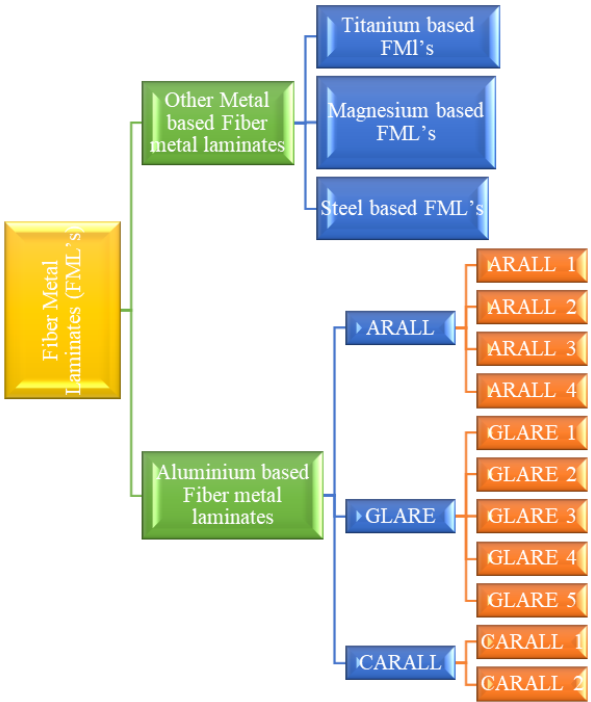 Fiber Metal
Laminates (FML's)
Other Metal
based Fiber
metal laminates
Titanium based
FMl's
Magnesium based
FML's
Steel based FML's
Aluminium based
Fiber metal
laminates
ARALL
ARALL 1
ARALL 2
ARALL 3
ARALL 4
GLARE
GLARE 1
GLARE 2
GLARE 3
GLARE 4
GLARE 5
CARALL
CARALL 1
CARALL 2